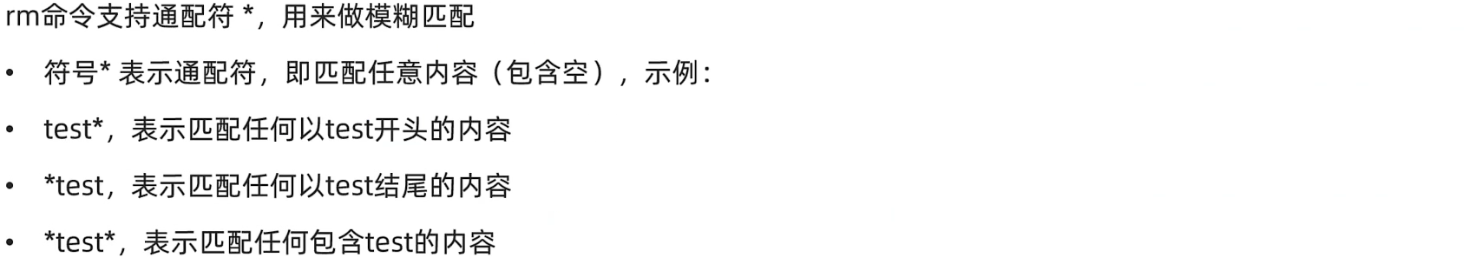 rm命令支持通配符 *，用来做模糊匹配
• 符号* 表示通配符，即匹配任意内容（包含空），示例：
• test*，表示匹配任何以test开头的内容
• *test，表示匹配任何以test结尾的内容
• *test*，表示匹配任何包含test的内容